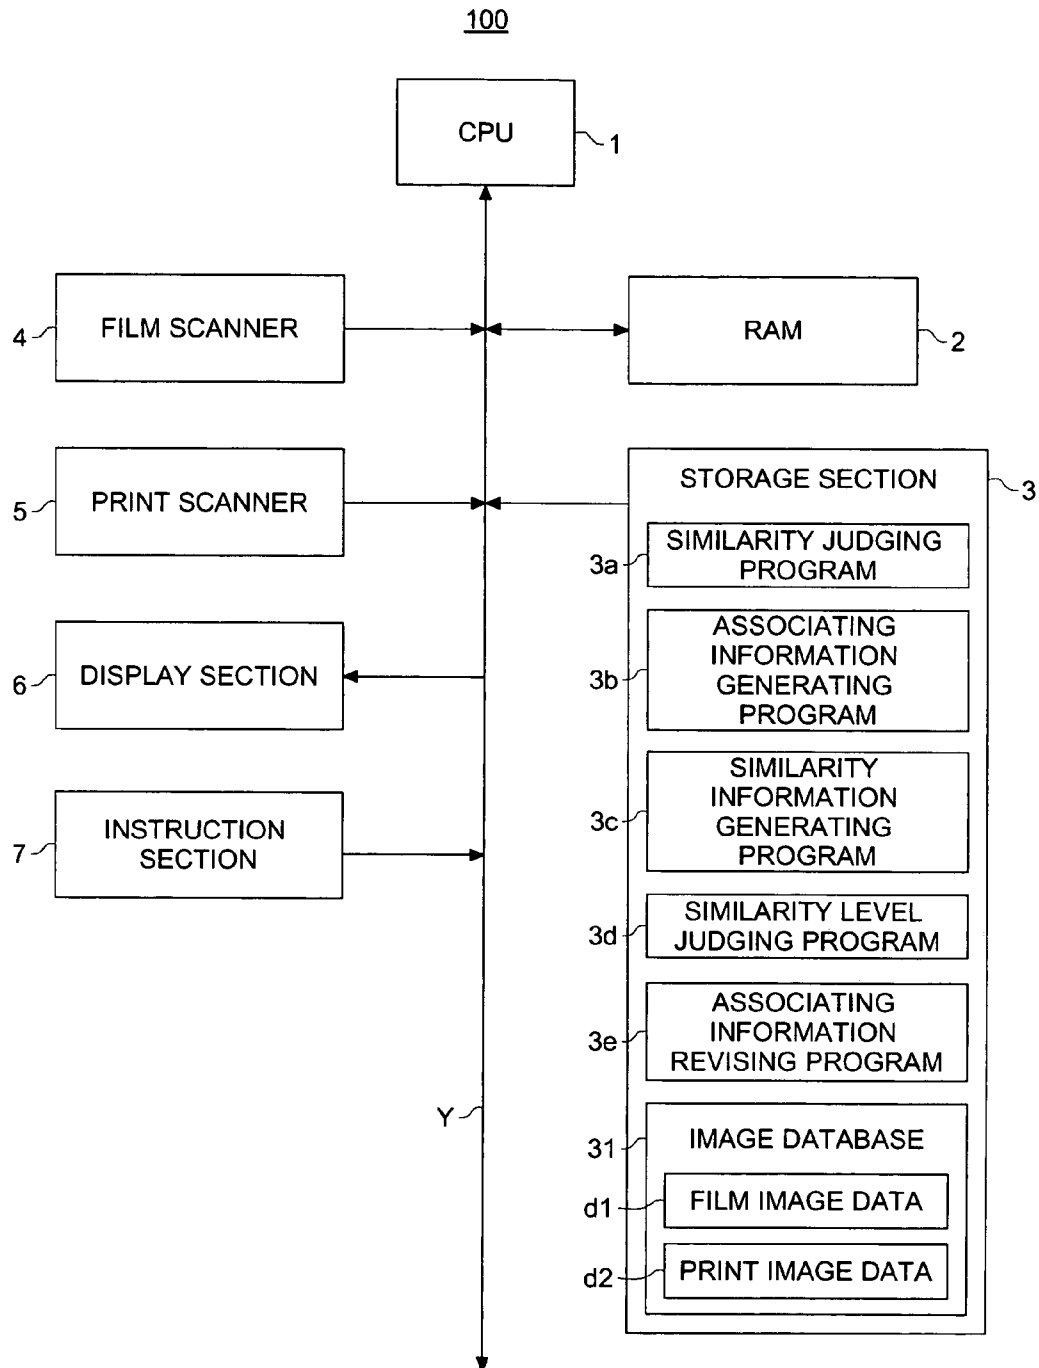 100
CPU
1
FILM SCANNER
4
RAM
2
PRINT SCANNER
5
STORAGE SECTION
3
SIMILARITY JUDGING
PROGRAM
3a
ASSOCIATING
INFORMATION
GENERATING
PROGRAM
3b
DISPLAY SECTION
6
SIMILARITY
INFORMATION
GENERATING
PROGRAM
3c
INSTRUCTION
SECTION
7
SIMILARITY LEVEL
JUDGING PROGRAM
3d
ASSOCIATING
INFORMATION
REVISING PROGRAM
3e
Y
IMAGE DATABASE
31
FILM IMAGE DATA
d1
PRINT IMAGE DATA
d2